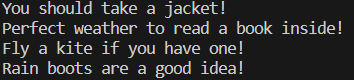 You should take a jacket!
Perfect weather to read a book inside!
Fly a kite if you have one!
Rain boots are a good idea!